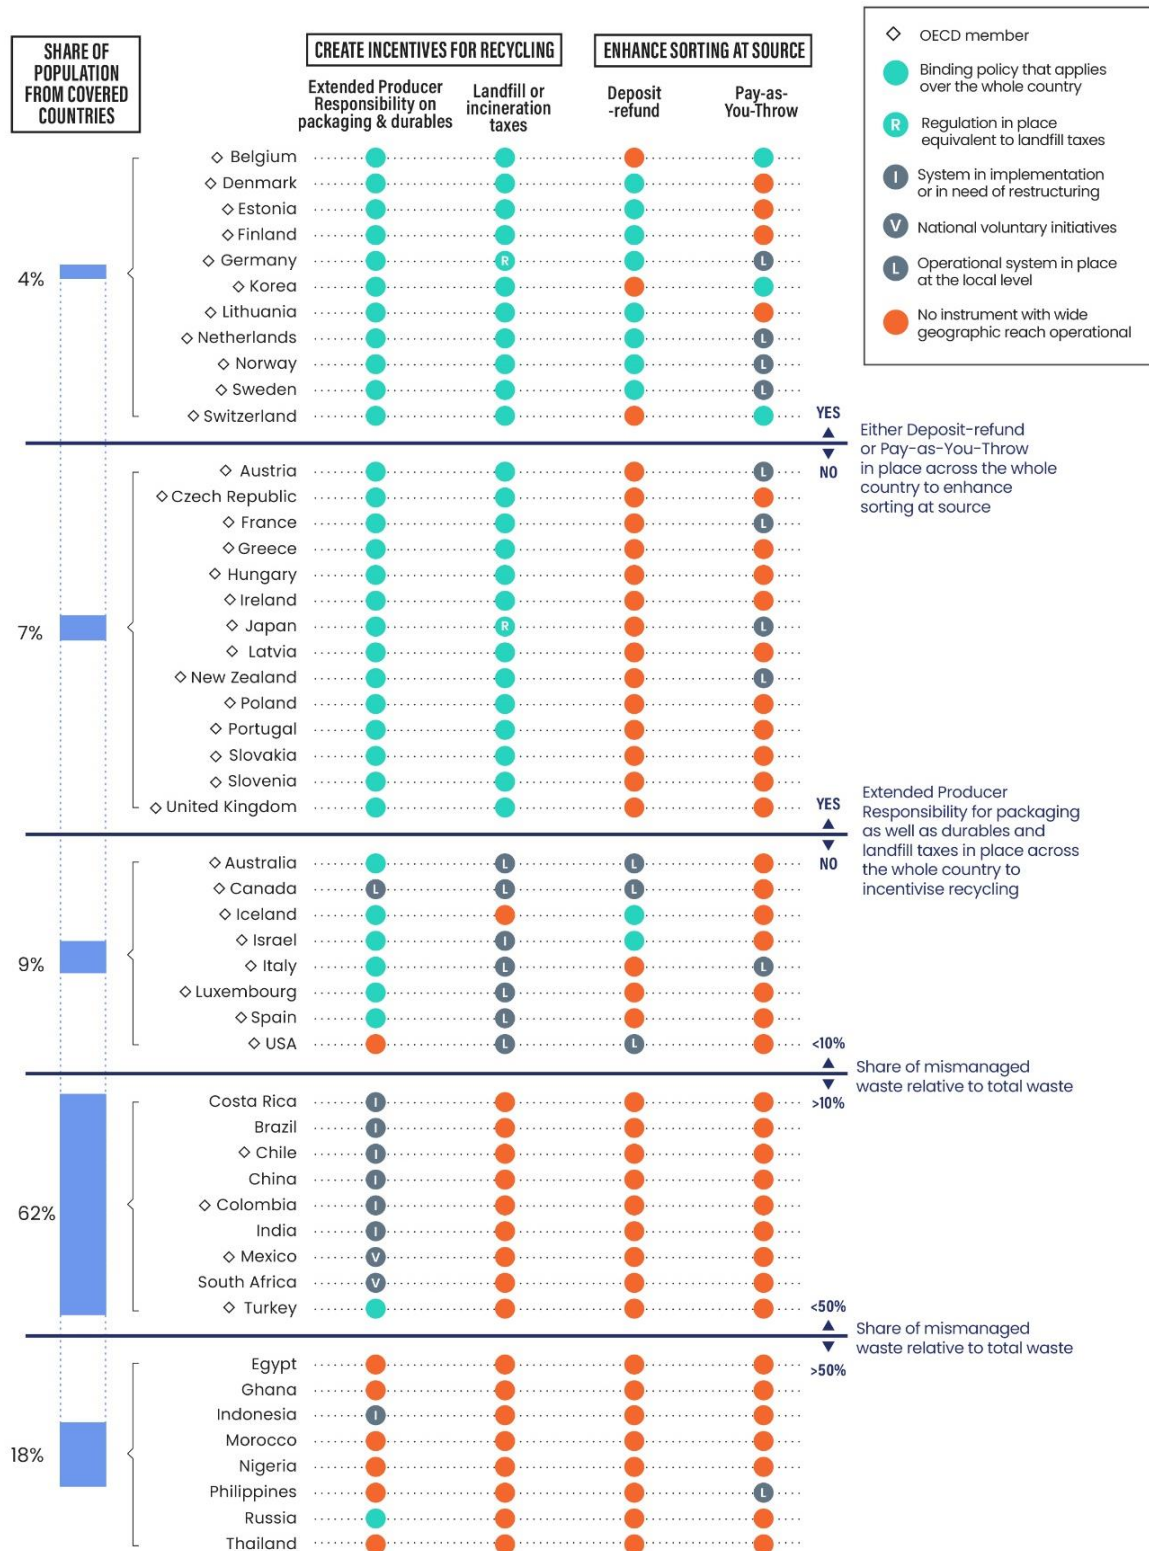 SHARE OF
POPULATION
FROM COVERED
COUNTRIES
CREATE INCENTIVES FOR RECYCLING
ENHANCE SORTING AT SOURCE
Extended Producer
Responsibility on
packaging & durables
Landfill or
incineration
taxes
Deposit
-refund
Pay-as-
You-Throw
OECD member
Binding policy that applies
over the whole country
R Regulation in place
equivalent to landfill taxes
I System in implementation
or in need of restructuring
V National voluntary initiatives
L Operational system in place
at the local level
No instrument with wide
geographic reach operational
4%
Belgium
Denmark
Estonia
Finland
Germany R L
Korea
Lithuania
Netherlands L
Norway L
Sweden L
Switzerland
YES
NO
Either Deposit-refund
or Pay-as-You-Throw
in place across the whole
country to enhance
sorting at source
7%
Austria L
Czech Republic
France L
Greece
Hungary
Ireland
Japan R L
Latvia
New Zealand L
Poland
Portugal
Slovakia
Slovenia
United Kingdom
YES
NO
Extended Producer
Responsibility for packaging
as well as durables and
landfill taxes in place across
the whole country to
incentivise recycling
9%
Australia L L
Canada L L L
Iceland
Israel I
Italy L L
Luxembourg L
Spain L
USA L L
<10%
>10%
Share of mismanaged
waste relative to total waste
62%
Costa Rica I
Brazil I
Chile I
China I
Colombia I
India I
Mexico V
South Africa V
Turkey
<50%
>50%
Share of mismanaged
waste relative to total waste
18%
Egypt
Ghana
Indonesia I
Morocco
Nigeria
Philippines L
Russia
Thailand